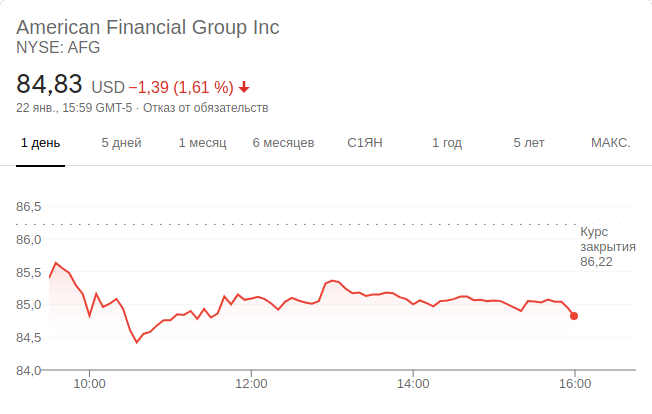 American Financial Group Inc
NYSE: AFG
84,83 USD −1,39 (1,61 %)
22 янв., 15:59 GMT-5 · Отказ от обязательств
1 день 5 дней 1 месяц 6 месяцев С1ЯН 1 год 5 лет МАКС.
86,5
86,0
85,5
85,0
84,5
84,0
Курс
закрытия
86,22
10:00 12:00 14:00 16:00